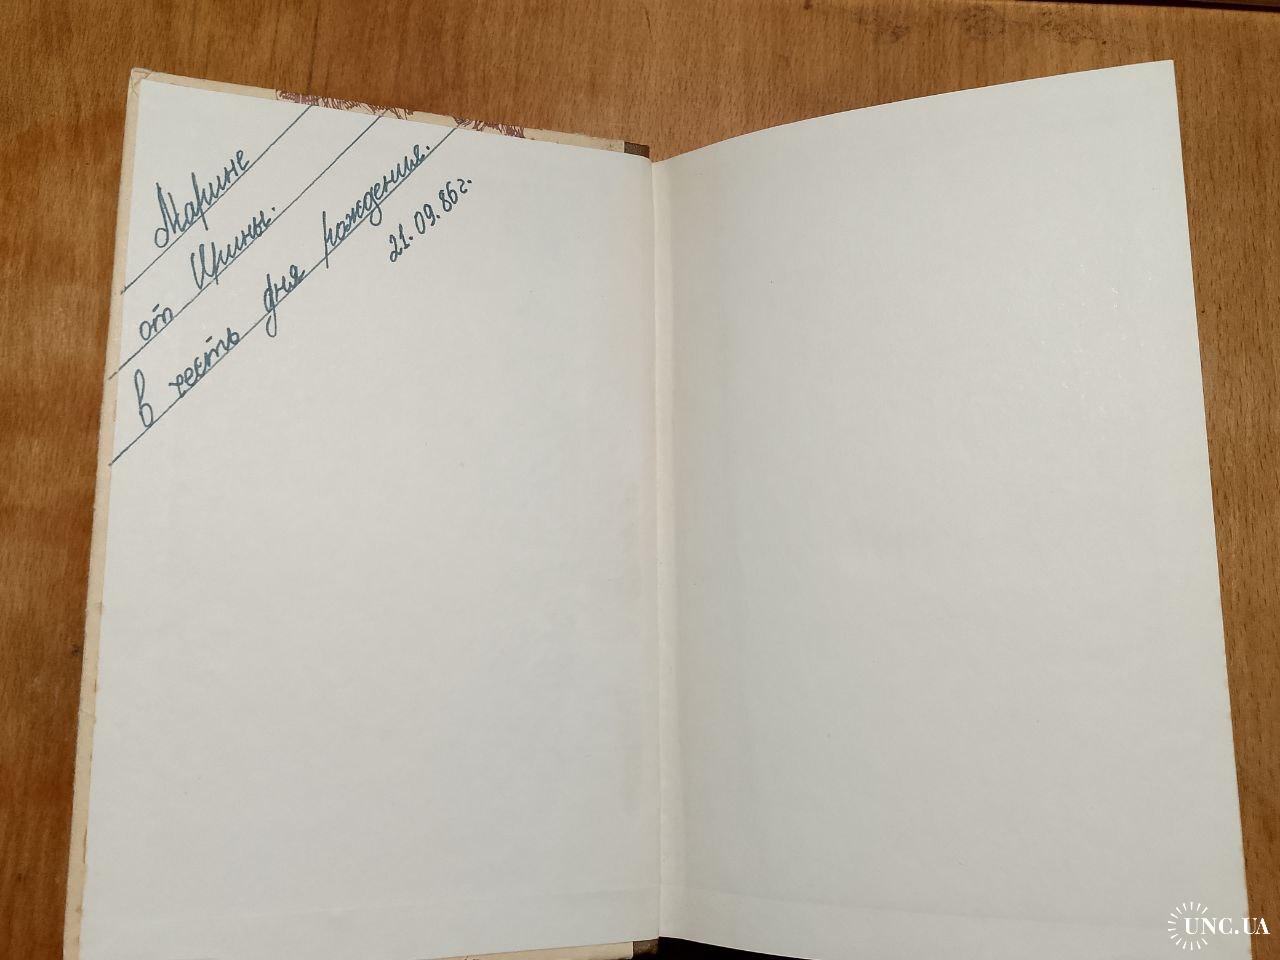 Марине
от Ирины.
в честь дня рождения.
21.09.86г.
UNC.UA